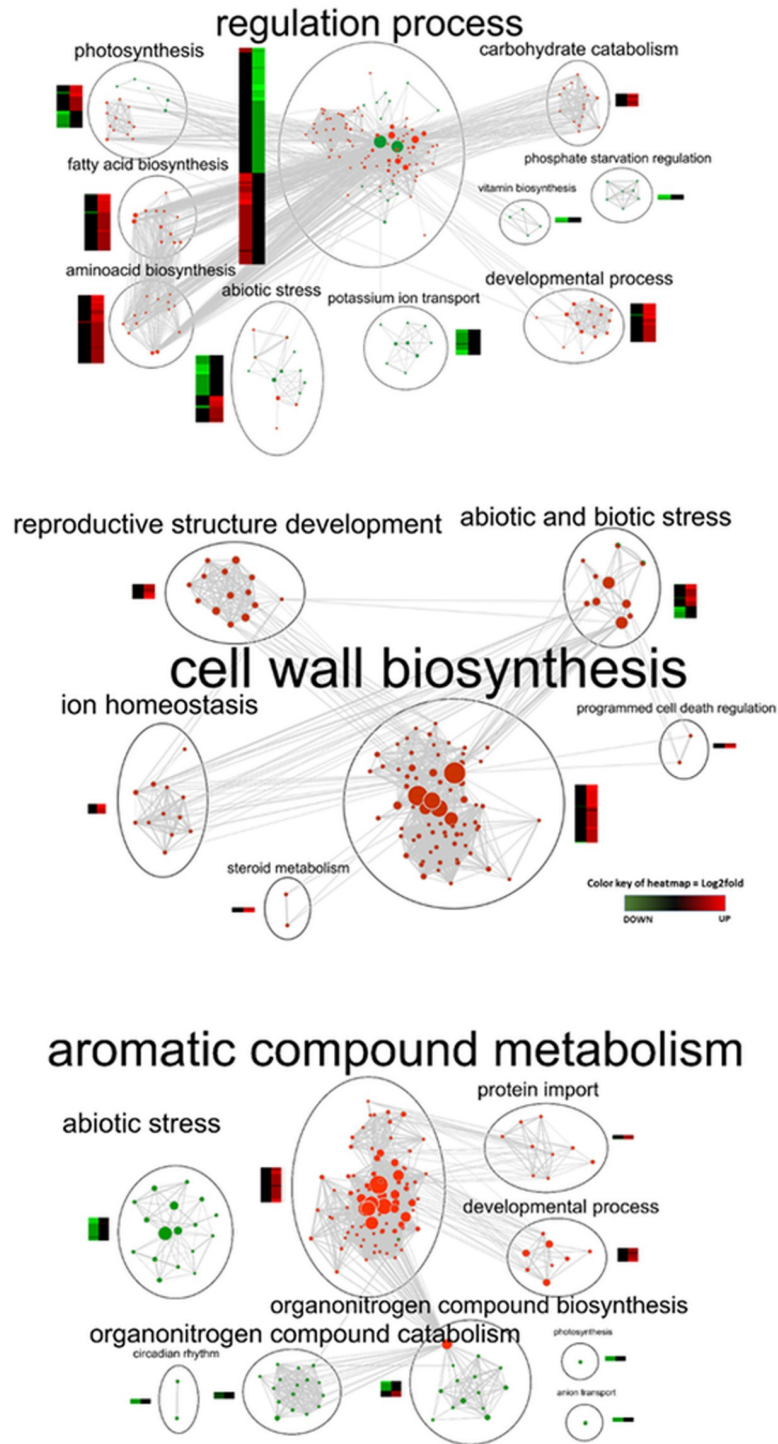 regulation process
photosynthesis
carbohydrate catabolism
fatty acid biosynthesis
phosphate starvation regulation
vitamin biosynthesis
aminoacid biosynthesis
abiotic stress
potassium ion transport
developmental process
reproductive structure development
abiotic and biotic stress
cell wall biosynthesis
ion homeostasis
programmed cell death regulation
steroid metabolism
Color key of heatmap = Log2fold
DOWN UP
aromatic compound metabolism
protein import
abiotic stress
developmental process
organonitrogen compound biosynthesis
organonitrogen compound catabolism
circadian rhythm
photosynthesis
anion transport